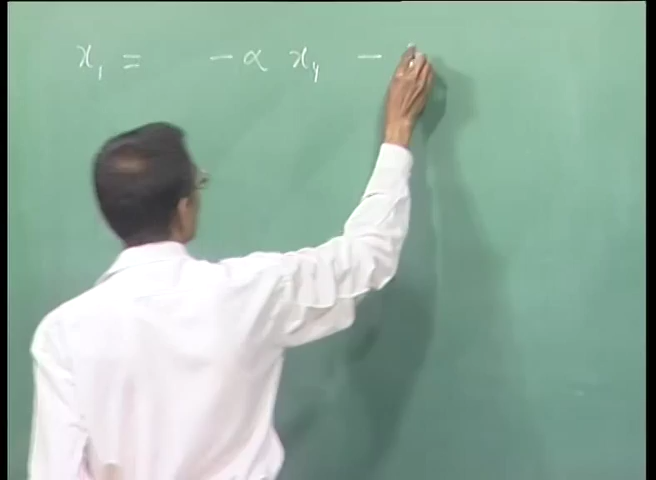 x₁ = - α x₄ -